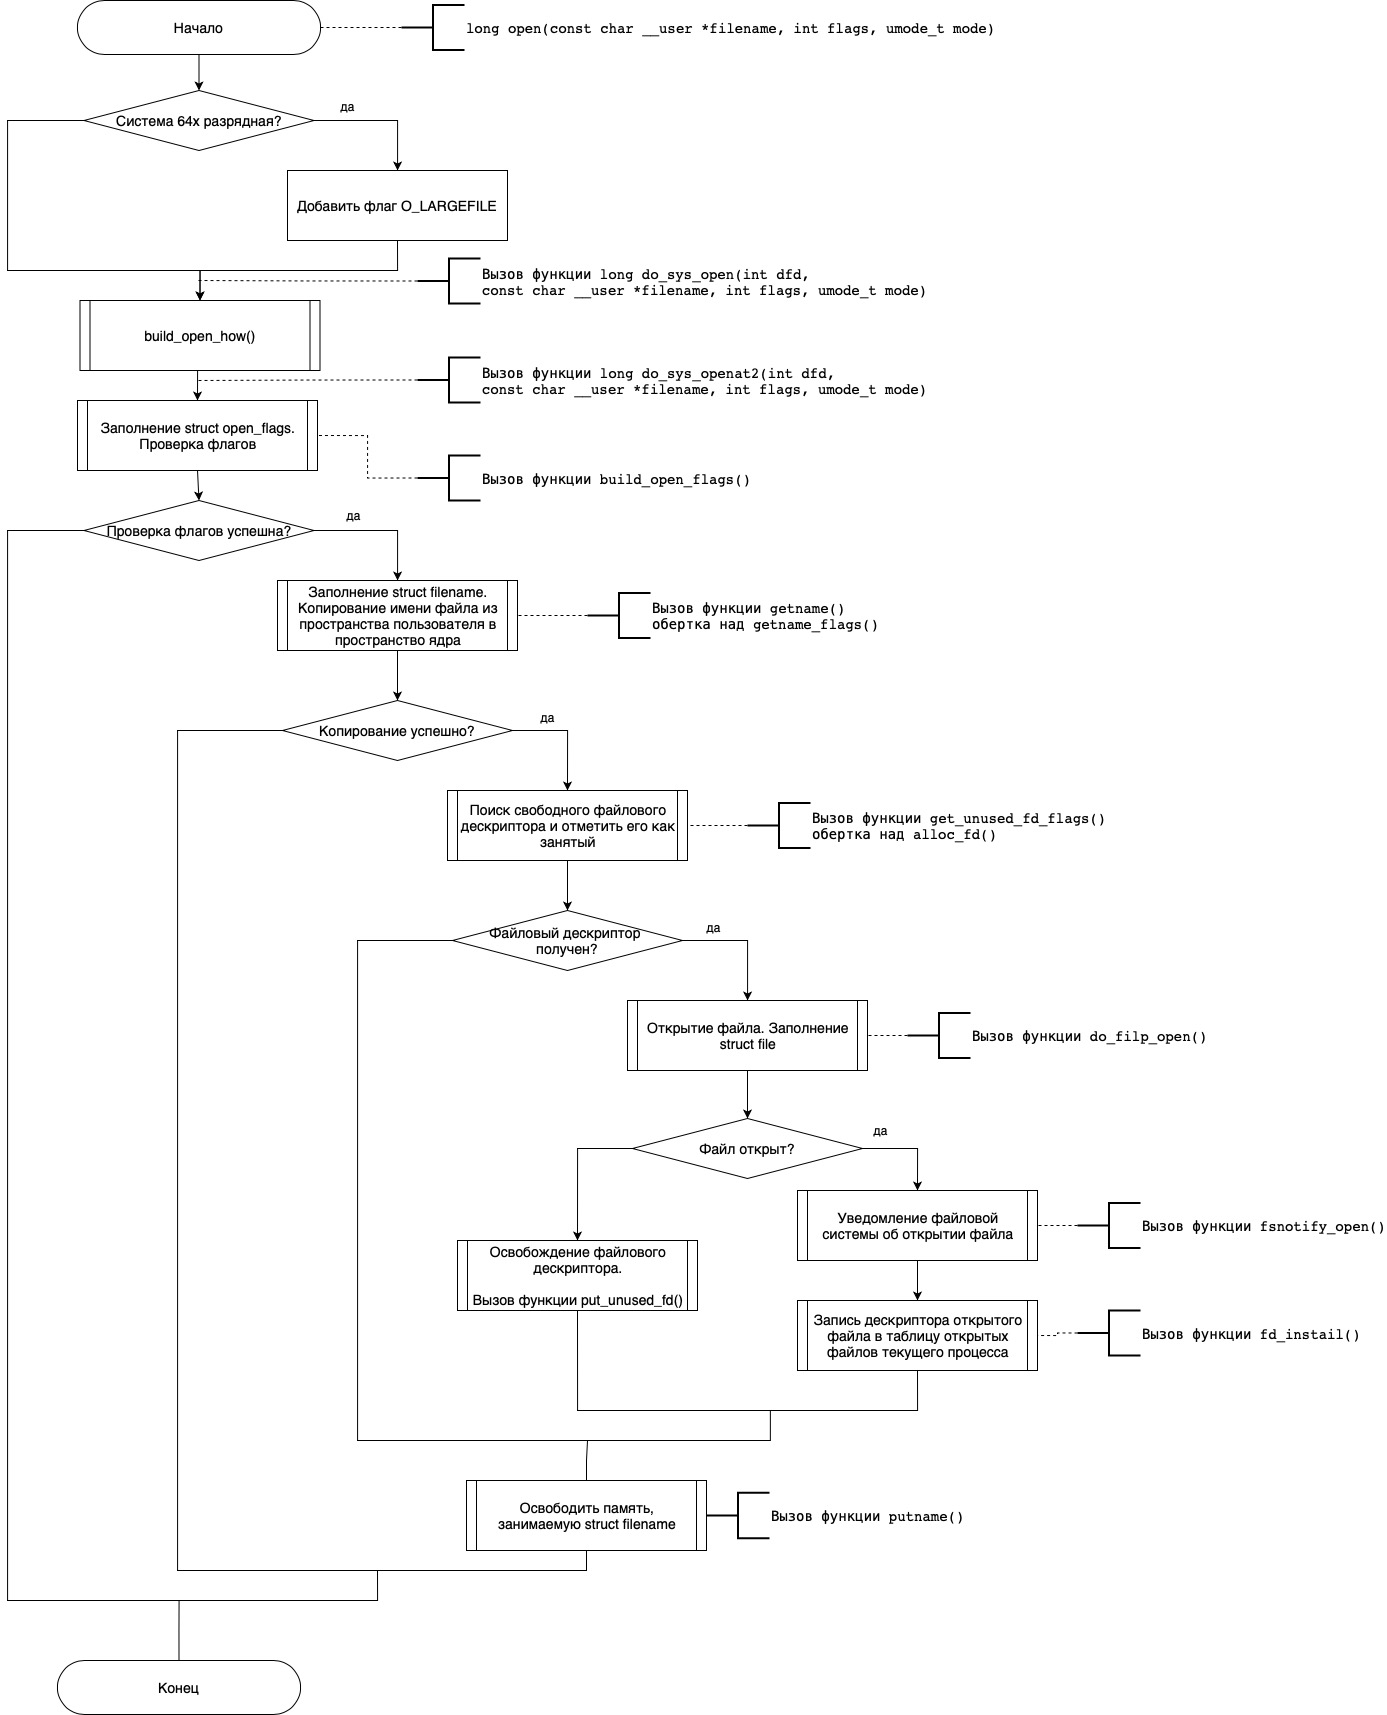 Начало
long open(const char __user *filename, int flags, umode_t mode)
Система 64х разрядная?
да
Добавить флаг O_LARGEFILE
Вызов функции long do_sys_open(int dfd,
const char __user *filename, int flags, umode_t mode)
build_open_how()
Вызов функции long do_sys_openat2(int dfd,
const char __user *filename, int flags, umode_t mode)
Заполнение struct open_flags.
Проверка флагов
Вызов функции build_open_flags()
Проверка флагов успешна?
да
Заполнение struct filename.
Копирование имени файла из
пространства пользователя в
пространство ядра
Вызов функции getname()
обертка над getname_flags()
Копирование успешно?
да
Поиск свободного файлового
дескриптора и отметить его как
занятый
Вызов функции get_unused_fd_flags()
обертка над alloc_fd()
Файловый дескриптор
получен?
да
Открытие файла. Заполнение
struct file
Вызов функции do_filp_open()
Файл открыт?
да
Уведомление файловой
системы об открытии файла
Вызов функции fsnotify_open()
Освобождение файлового
дескриптора.
Вызов функции put_unused_fd()
Запись дескриптора открытого
файла в таблицу открытых
файлов текущего процесса
Вызов функции fd_instail()
Освободить память,
занимаемую struct filename
Вызов функции putname()
Конец